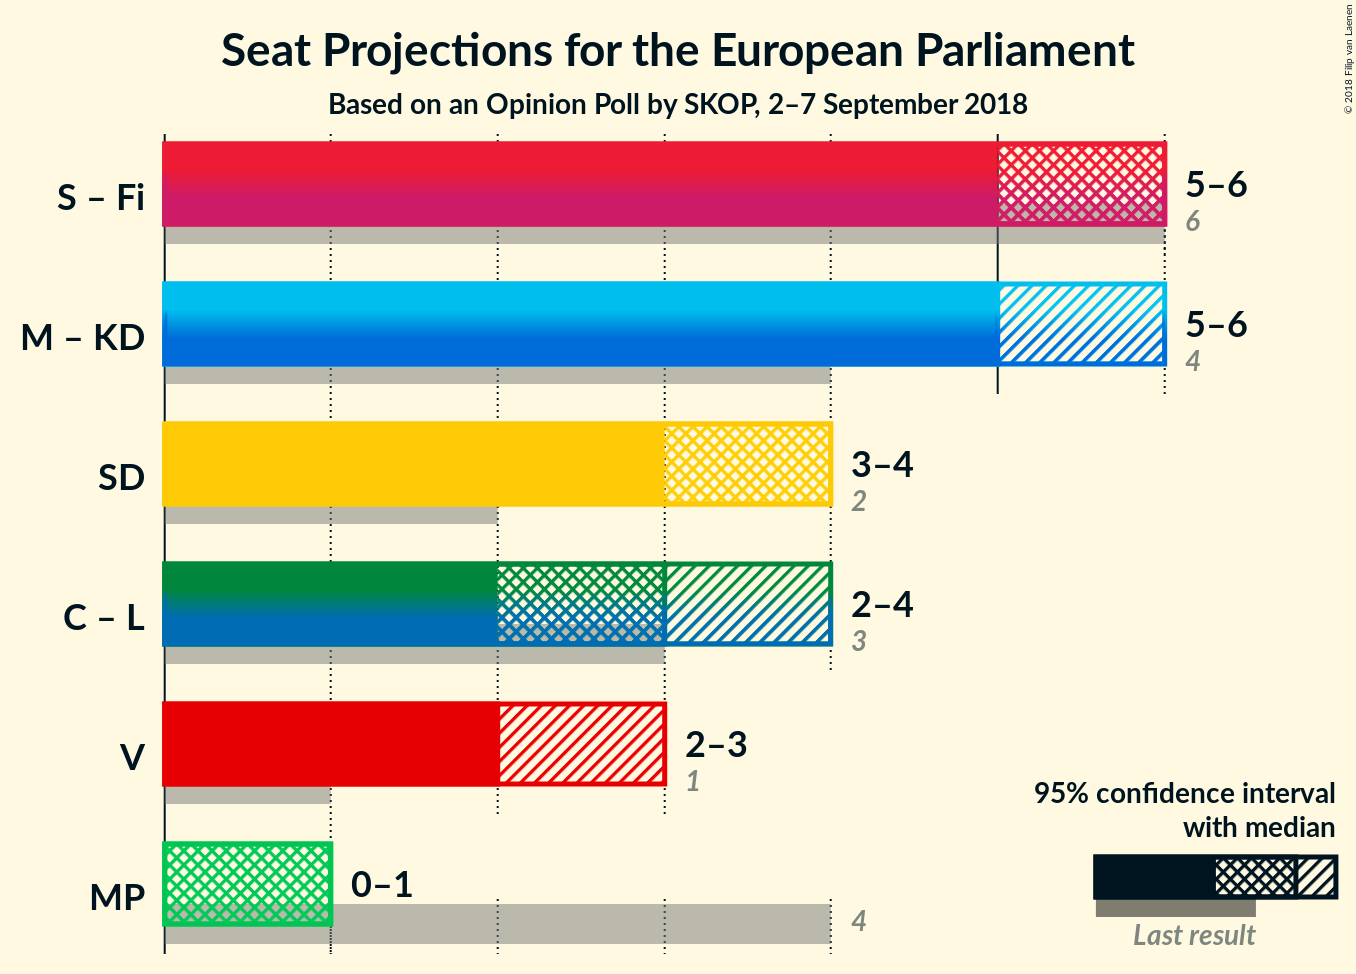 Seat Projections for the European Parliament
Based on an Opinion Poll by SKOP, 2–7 September 2018
© 2018 Filip van Laenen
S – Fi
5–6
6
M – KD
5–6
4
SD
3–4
2
C – L
2–4
3
V
2–3
1
MP
0–1
4
95% confidence interval
with median
Last result